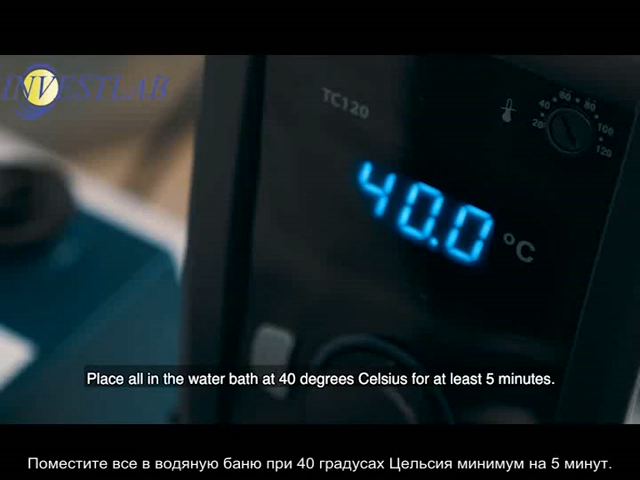 INVESTLAB
TC120
20 40 60 80 100 120
40.0 °C
Place all in the water bath at 40 degrees Celsius for at least 5 minutes.
Поместите все в водяную баню при 40 градусах Цельсия минимум на 5 минут.